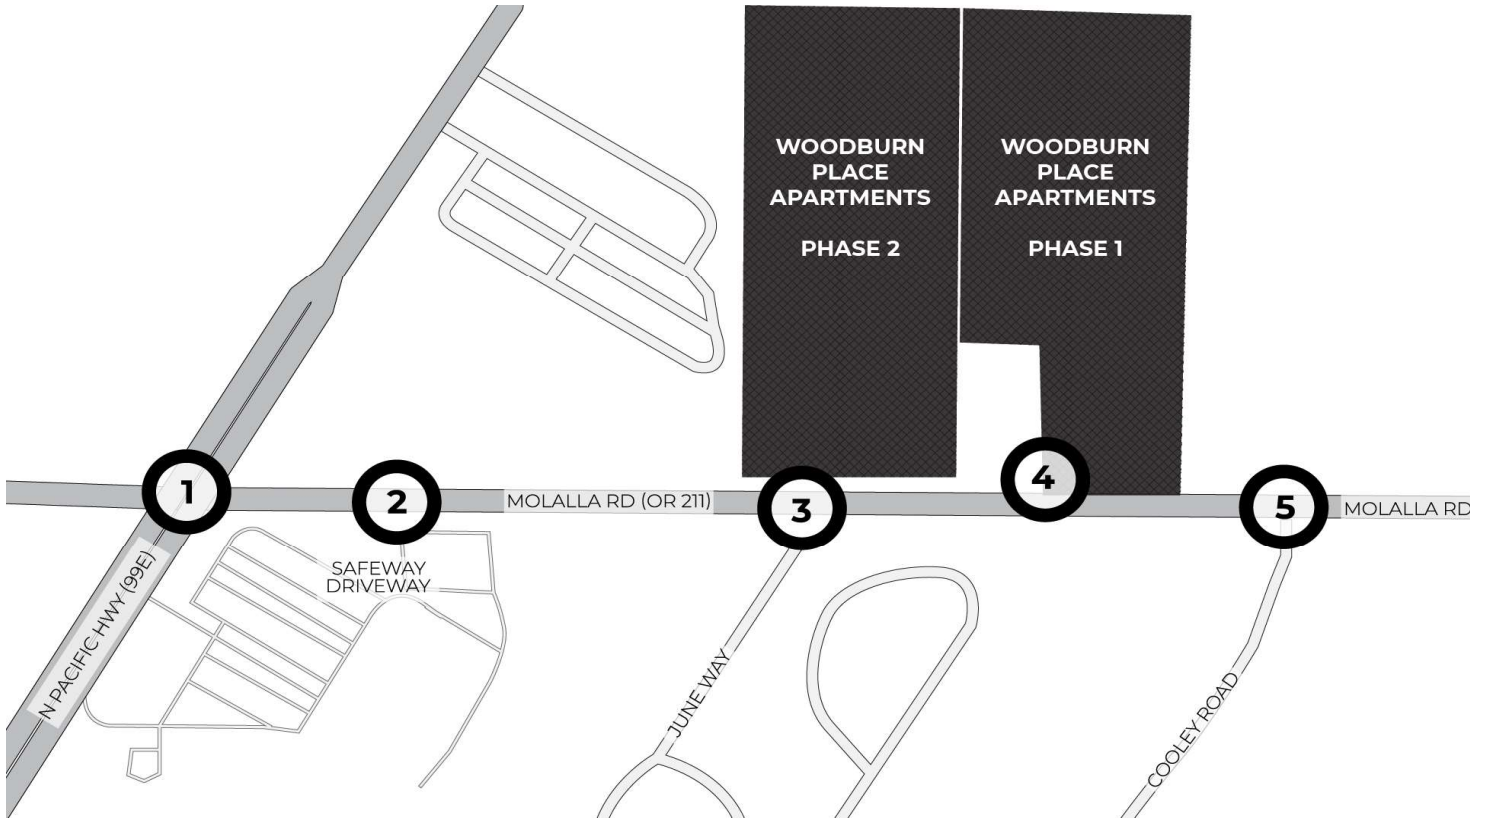 WOODBURN
PLACE
APARTMENTS
PHASE 2
WOODBURN
PLACE
APARTMENTS
PHASE 1
1
2
MOLALLA RD (OR 211)
3
4
5
MOLALLA RD
SAFEWAY
DRIVEWAY
N PACIFIC HWY (99E)
JUNE WAY
COOLEY ROAD